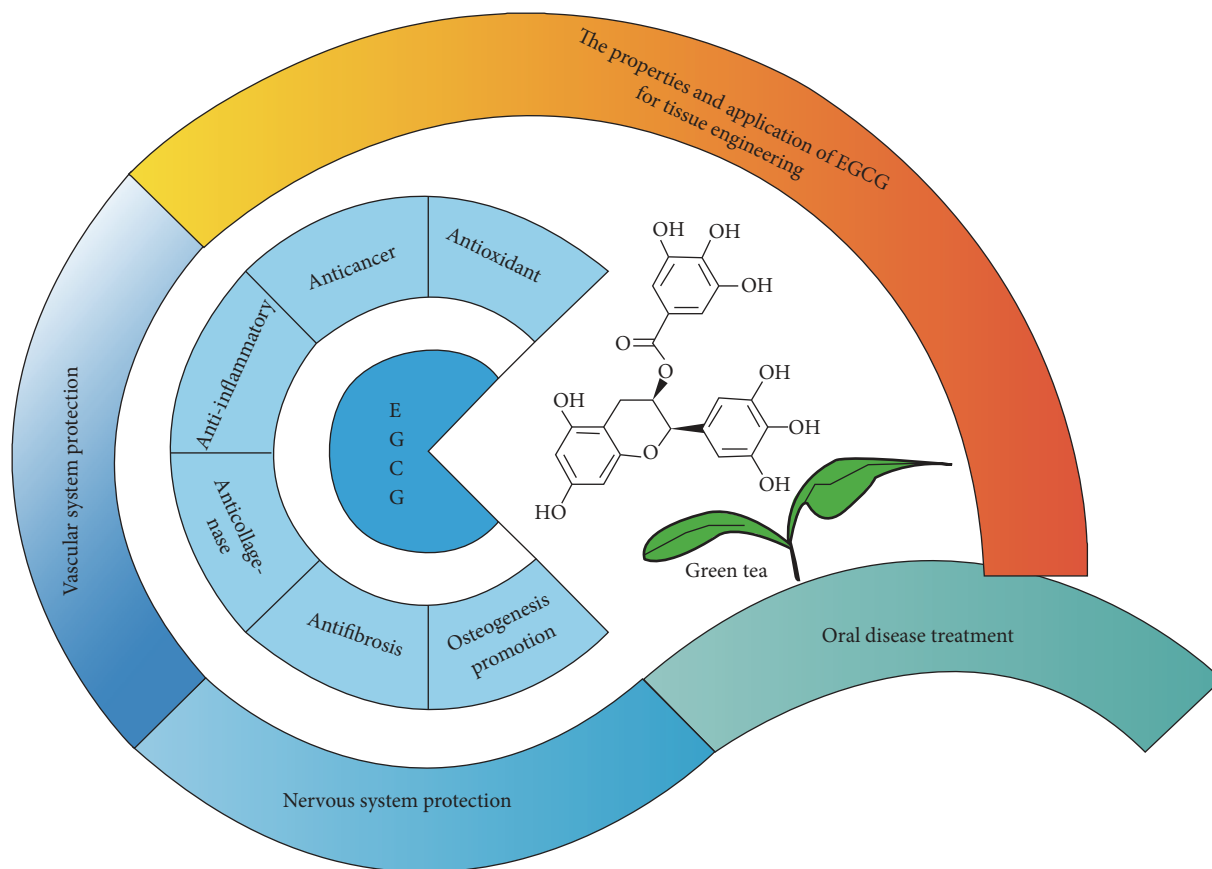 The properties and application of EGCG
for tissue engineering
Antioxidant
Anticancer
Anti-inflammatory
Anticollage-
nase
Antifibrosis
Osteogenesis
promotion
E
G
C
G
OH
OH
OH
O
O
OH
OH
OH
O
OH
HO
Green tea
Vascular system protection
Nervous system protection
Oral disease treatment